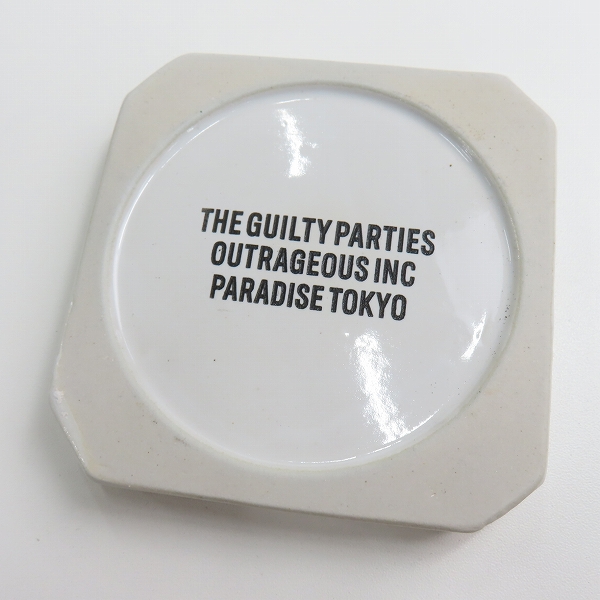 THE GUILTY PARTIES
OUTRAGEOUS INC
PARADISE TOKYO